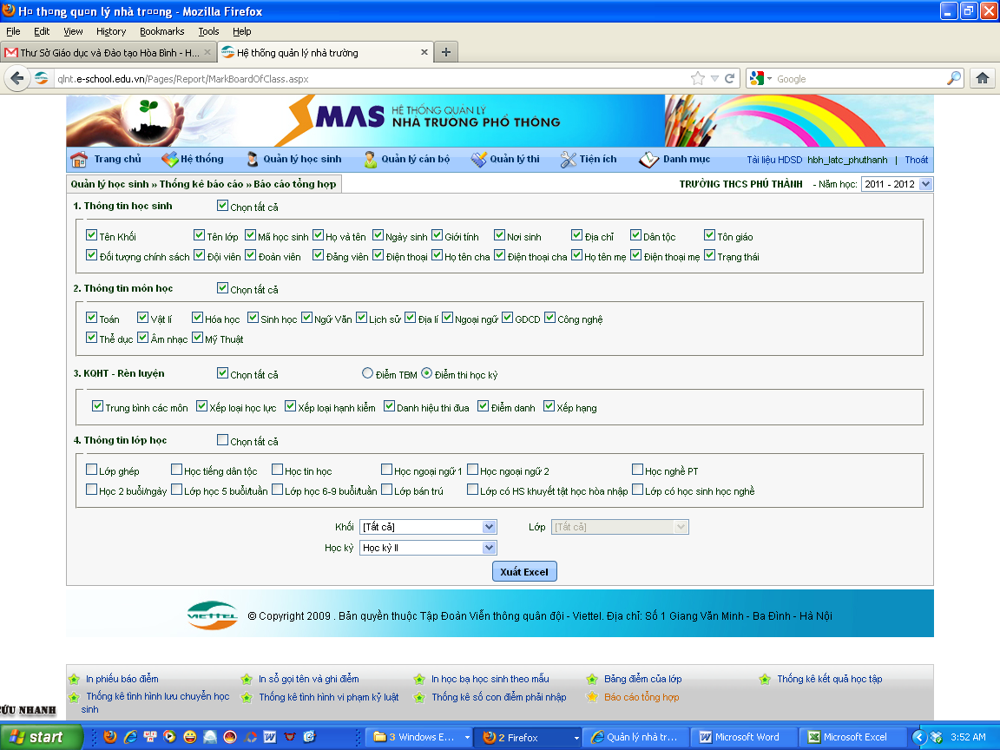 Hệ thống quản lý nhà trường - Mozilla Firefox
File Edit View History Bookmarks Tools Help
Thư Sở Giáo dục và Đào tạo Hòa Bình - H... Hệ thống quản lý nhà trường
qlnt.e-school.edu.vn/Pages/Report/MarkBoardOfClass.aspx Google
SMAS HỆ THỐNG QUẢN LÝ
NHÀ TRƯỜNG PHỔ THÔNG
Trang chủ Hệ thống Quản lý học sinh Quản lý cán bộ Quản lý thi Tiện ích Danh mục Tài liệu HDSD hbh_latc_phuthanh | Thoát
Quản lý học sinh » Thống kê báo cáo » Báo cáo tổng hợp TRƯỜNG THCS PHÚ THÀNH - Năm học: 2011 - 2012
1. Thông tin học sinh Chọn tất cả
Tên Khối Tên lớp Mã học sinh Họ và tên Ngày sinh Giới tính Nơi sinh Địa chỉ Dân tộc Tôn giáo
Đối tượng chính sách Đội viên Đoàn viên Đảng viên Điện thoại Họ tên cha Điện thoại cha Họ tên mẹ Điện thoại mẹ Trạng thái
2. Thông tin môn học Chọn tất cả
Toán Vật lí Hóa học Sinh học Ngữ Văn Lịch sử Địa lí Ngoại ngữ GDCD Công nghệ
Thể dục Âm nhạc Mỹ Thuật
3. KQHT - Rèn luyện Chọn tất cả Điểm TBM Điểm thi học kỳ
Trung bình các môn Xếp loại học lực Xếp loại hạnh kiểm Danh hiệu thi đua Điểm danh Xếp hạng
4. Thông tin lớp học Chọn tất cả
Lớp ghép Học tiếng dân tộc Học tin học Học ngoại ngữ 1 Học ngoại ngữ 2 Học nghề PT
Học 2 buổi/ngày Lớp học 5 buổi/tuần Lớp học 6-9 buổi/tuần Lớp bán trú Lớp có HS khuyết tật học hòa nhập Lớp có học sinh học nghề
Khối [Tất cả] Lớp [Tất cả]
Học kỳ Học kỳ II
Xuất Excel
VIETTEL © Copyright 2009 . Bản quyền thuộc Tập Đoàn Viễn thông quân đội - Viettel. Địa chỉ: Số 1 Giang Văn Minh - Ba Đình - Hà Nội
In phiếu báo điểm In sổ gọi tên và ghi điểm In học bạ học sinh theo mẫu Bảng điểm của lớp Thống kê kết quả học tập
Thống kê tình hình lưu chuyển học sinh Thống kê tình hình vi phạm kỷ luật Thống kê số con điểm phải nhập Báo cáo tổng hợp
CỨU NHANH
start 3 Windows E... 2 Firefox Quản lý nhà tr... Microsoft Word Microsoft Excel 3:52 AM